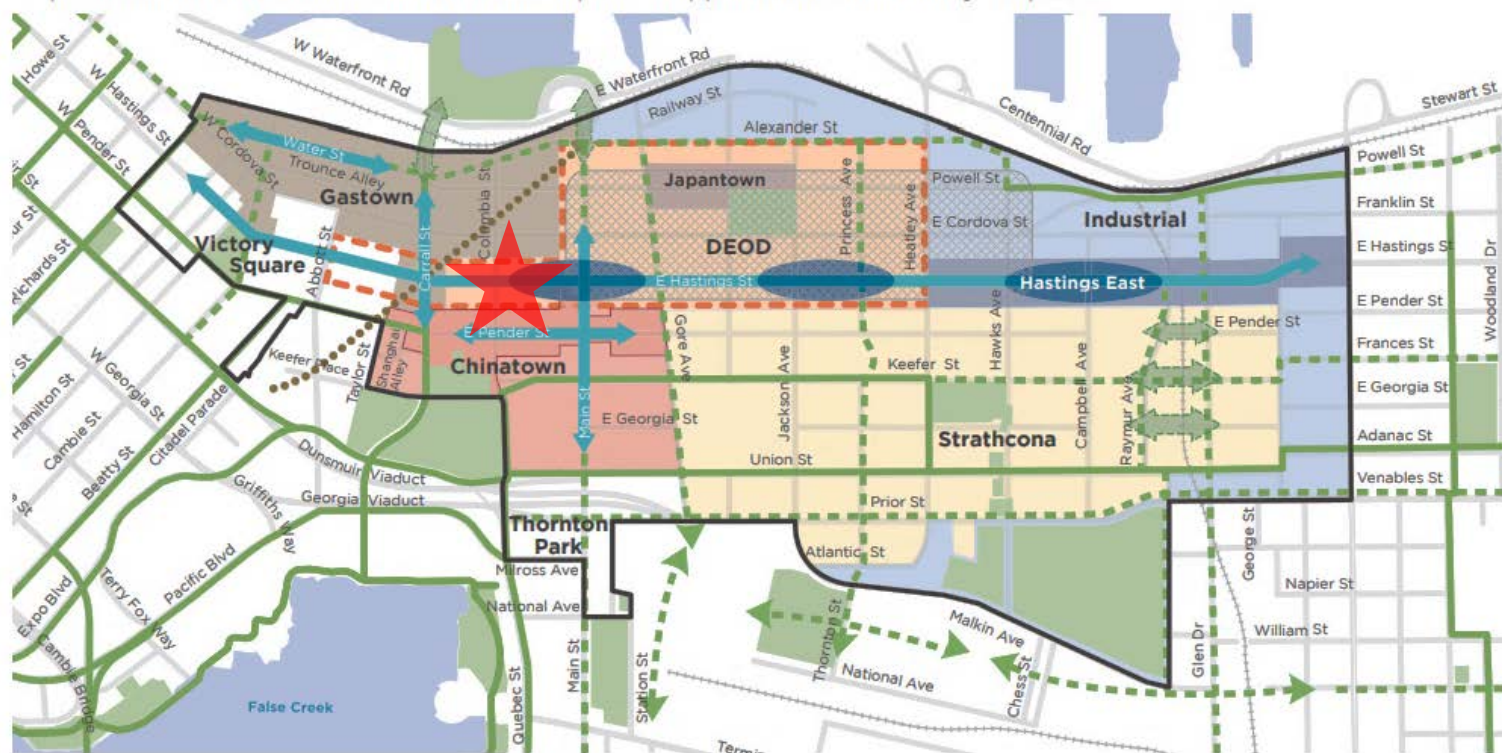 Howe St
W Hastings St
W Pender St
Richards St
W Waterfront Rd
E Waterfront Rd
Railway St
Alexander St
Centennial Rd
Stewart St
Powell St
W Cordova St
Water St
Trounce Alley
Gastown
Columbia St
Japantown
Princess Ave
Heatley Ave
Powell St
E Cordova St
Industrial
Franklin St
Victory
Square
Abbott St
Carrall St
DEOD
E Hastings St
Hastings East
E Hastings St
E Pender St
Woodland Dr
E Pender St
Shanghai
Alley
Chinatown
Gore Ave
Keefer St
Hawks Ave
E Pender St
Frances St
Keefer Place
Taylor St
W Georgia St
Hamilton St
Cambie St
Beatty St
Citadel Parade
Main St
E Georgia St
Jackson Ave
Strathcona
Campbell Ave
Raymur Ave
E Georgia St
Adanac St
Union St
Venables St
Dunsmuir Viaduct
Georgia Viaduct
Griffiths Way
Prior St
Thornton
Park
Atlantic St
Milross Ave
National Ave
Expo Blvd
Pacific Blvd
Terry Fox Way
Cambie Bridge
False Creek
Quebec St
Main St
Station St
Thornton St
National Ave
Malkin Ave
Chess St
Glen Dr
George St
Napier St
William St